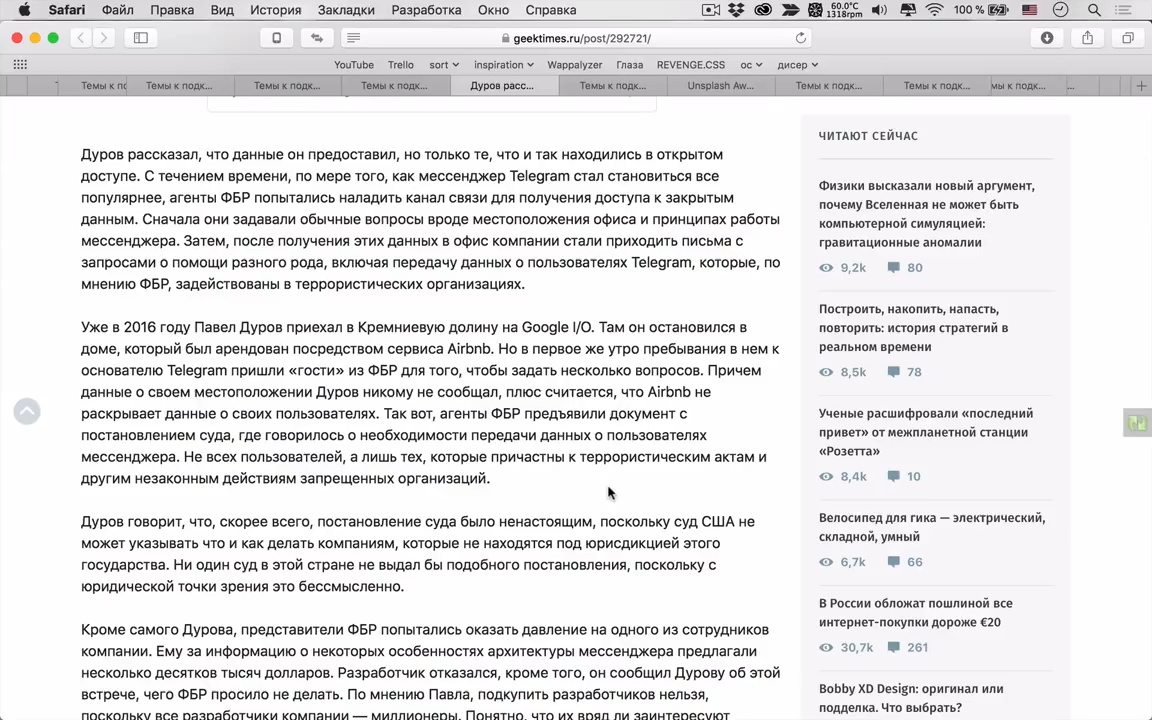 Safari Файл Правка Вид История Закладки Разработка Окно Справка 60.0°C 1318rpm 100 %
geektimes.ru/post/292721/
YouTube Trello sort inspiration Wappalyzer Глаза REVENGE.CSS ос дисер
Темы к по Темы к подк... Темы к подк... Темы к подк... Дуров расс... Темы к подк... Unsplash Aw... Темы к подк... Темы к подк... мы к подк... ...
Дуров рассказал, что данные он предоставил, но только те, что и так находились в открытом
доступе. С течением времени, по мере того, как мессенджер Telegram стал становиться все
популярнее, агенты ФБР попытались наладить канал связи для получения доступа к закрытым
данным. Сначала они задавали обычные вопросы вроде местоположения офиса и принципах работы
мессенджера. Затем, после получения этих данных в офис компании стали приходить письма с
запросами о помощи разного рода, включая передачу данных о пользователях Telegram, которые, по
мнению ФБР, задействованы в террористических организациях.
Уже в 2016 году Павел Дуров приехал в Кремниевую долину на Google I/O. Там он остановился в
доме, который был арендован посредством сервиса Airbnb. Но в первое же утро пребывания в нем к
основателю Telegram пришли «гости» из ФБР для того, чтобы задать несколько вопросов. Причем
данные о своем местоположении Дуров никому не сообщал, плюс считается, что Airbnb не
раскрывает данные о своих пользователях. Так вот, агенты ФБР предъявили документ с
постановлением суда, где говорилось о необходимости передачи данных о пользователях
мессенджера. Не всех пользователей, а лишь тех, которые причастны к террористическим актам и
другим незаконным действиям запрещенных организаций.
Дуров говорит, что, скорее всего, постановление суда было ненастоящим, поскольку суд США не
может указывать что и как делать компаниям, которые не находятся под юрисдикцией этого
государства. Ни один суд в этой стране не выдал бы подобного постановления, поскольку с
юридической точки зрения это бессмысленно.
Кроме самого Дурова, представители ФБР попытались оказать давление на одного из сотрудников
компании. Ему за информацию о некоторых особенностях архитектуры мессенджера предлагали
несколько десятков тысяч долларов. Разработчик отказался, кроме того, он сообщил Дурову об этой
встрече, чего ФБР просило не делать. По мнению Павла, подкупить разработчиков нельзя,
поскольку все разработчики компании — миллионеры. Понятно, что их вряд ли заинтересуют
ЧИТАЮТ СЕЙЧАС
Физики высказали новый аргумент,
почему Вселенная не может быть
компьютерной симуляцией:
гравитационные аномалии
9,2k 80
Построить, накопить, напасть,
повторить: история стратегий в
реальном времени
8,5k 78
Ученые расшифровали «последний
привет» от межпланетной станции
«Розетта»
8,4k 10
Велосипед для гика — электрический,
складной, умный
6,7k 66
В России обложат пошлиной все
интернет-покупки дороже €20
30,7k 261
Bobby XD Design: оригинал или
подделка. Что выбрать?